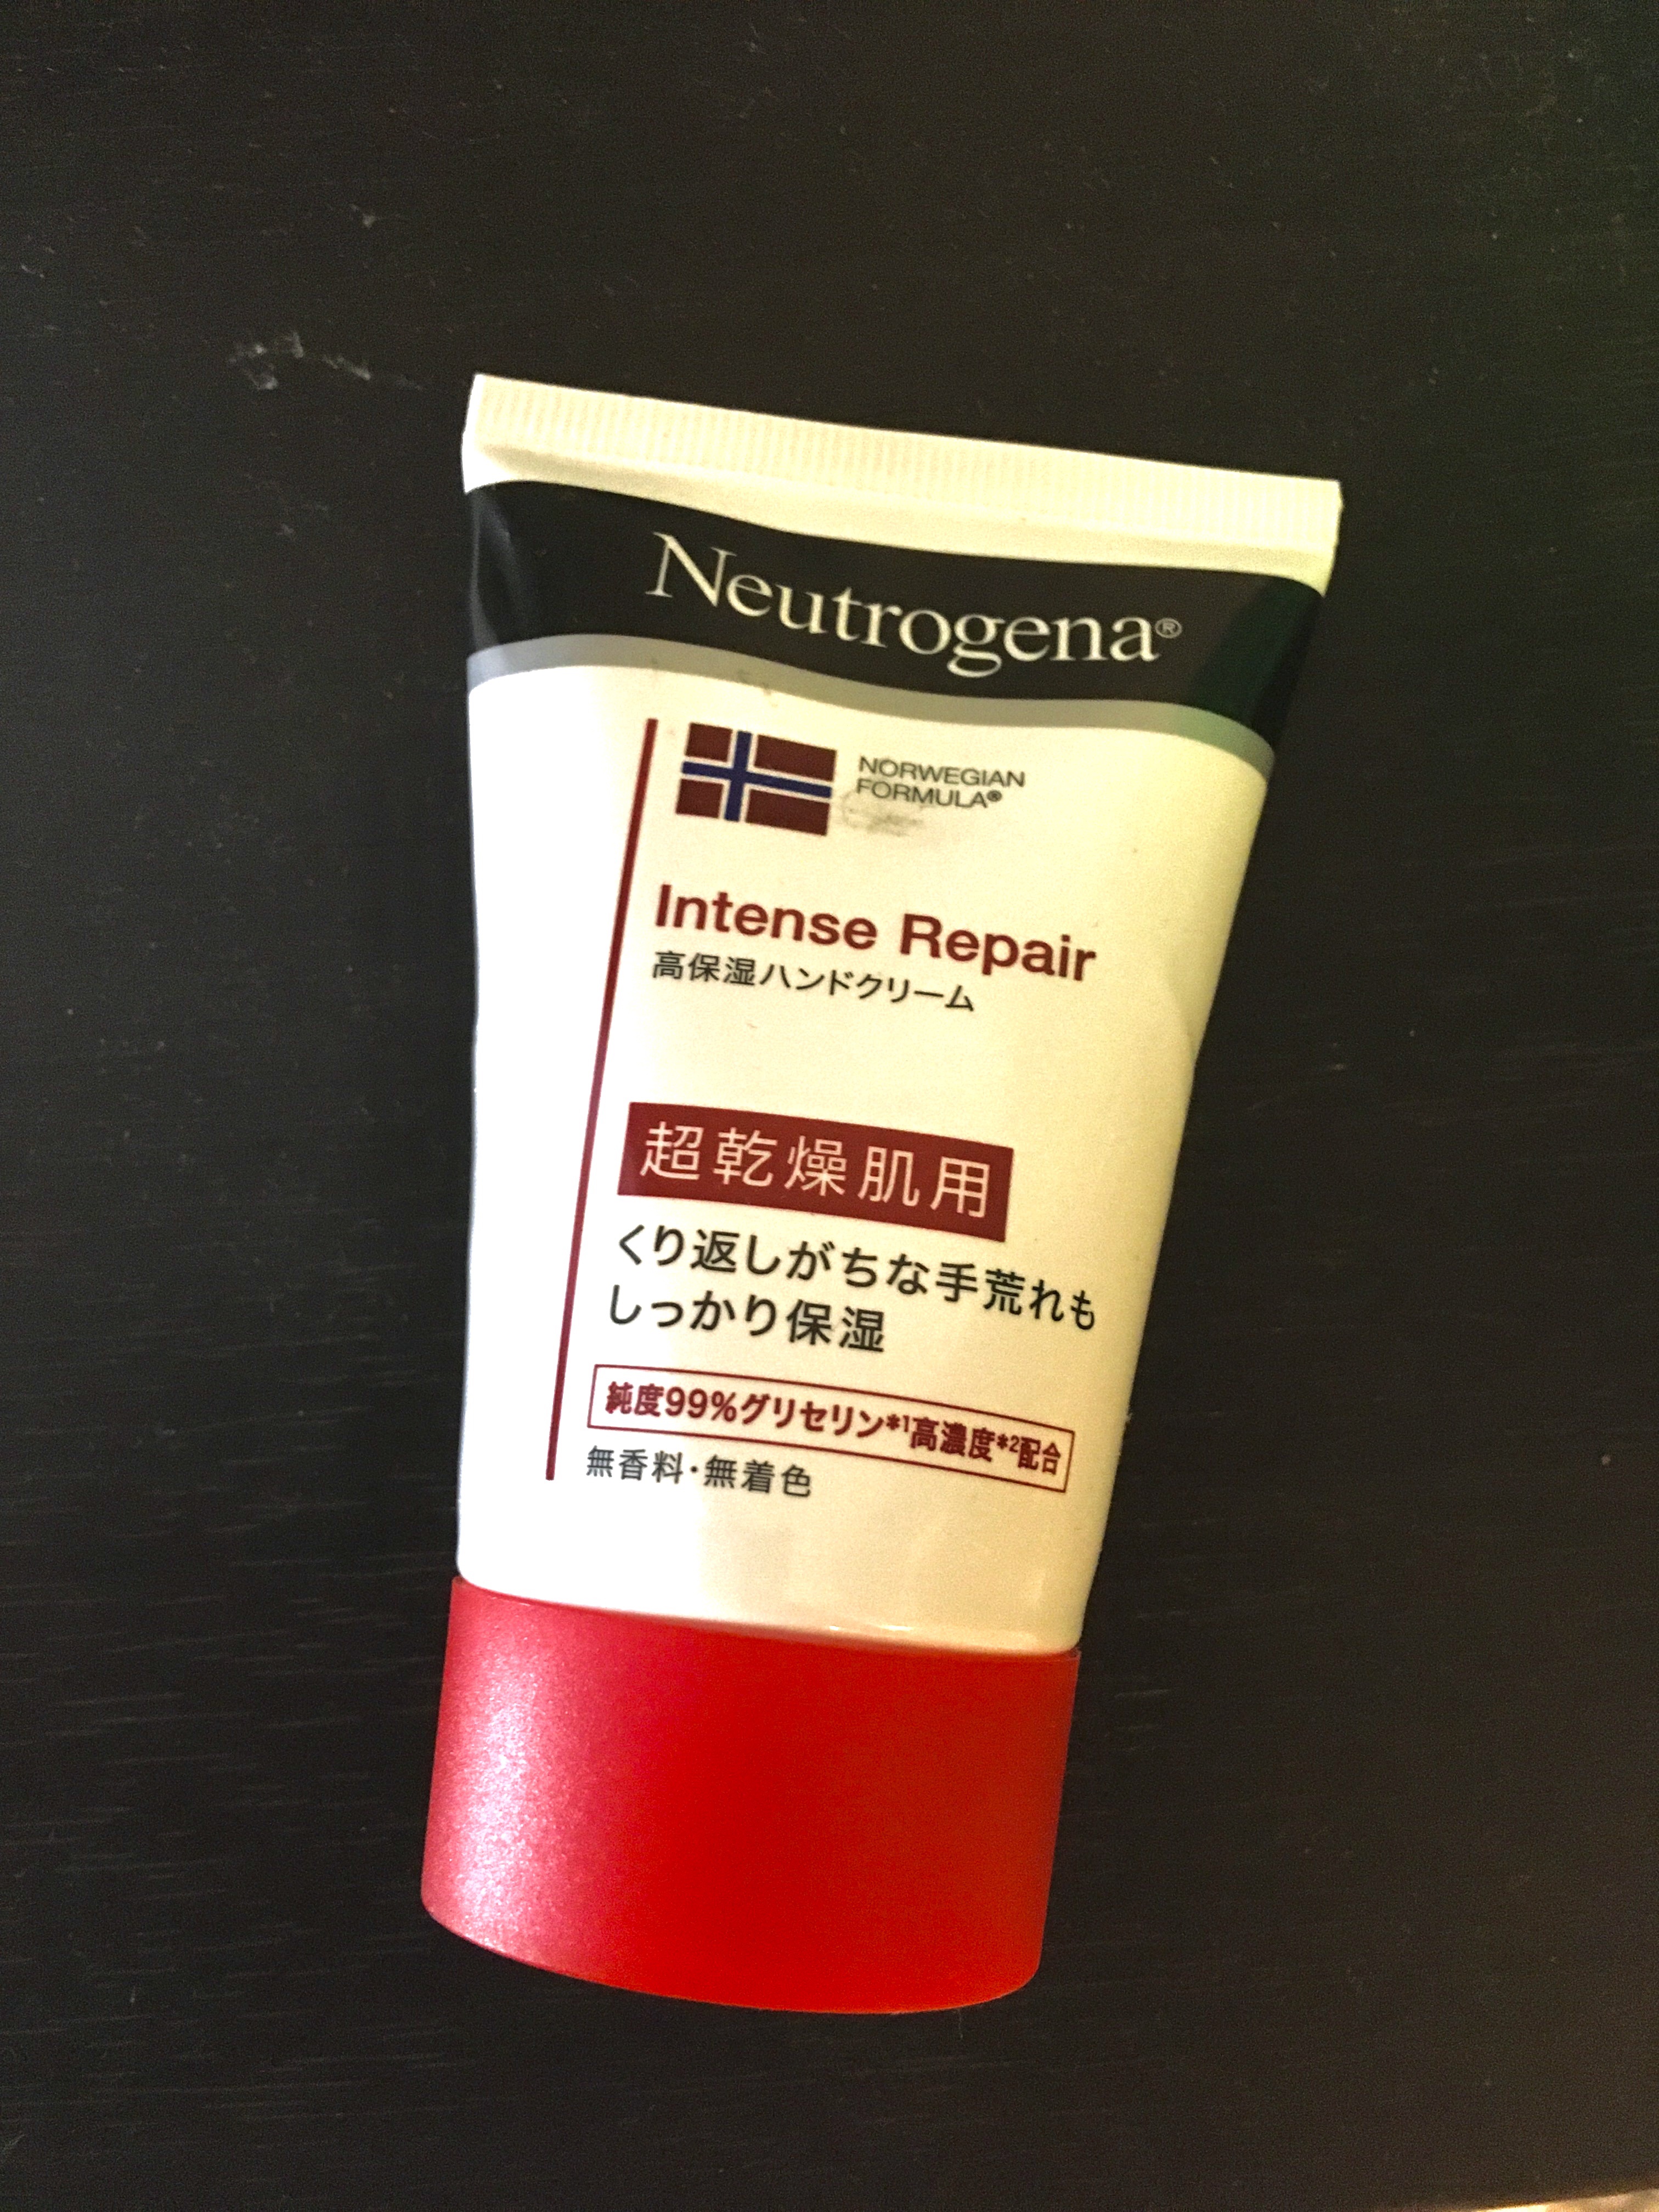 Neutrogena®
NORWEGIAN
FORMULA®
Intense Repair
高保湿ハンドクリーム
超乾燥肌用
くり返しがちな手荒れも
しっかり保湿
純度99%グリセリン*1高濃度*2配合
無香料・無着色